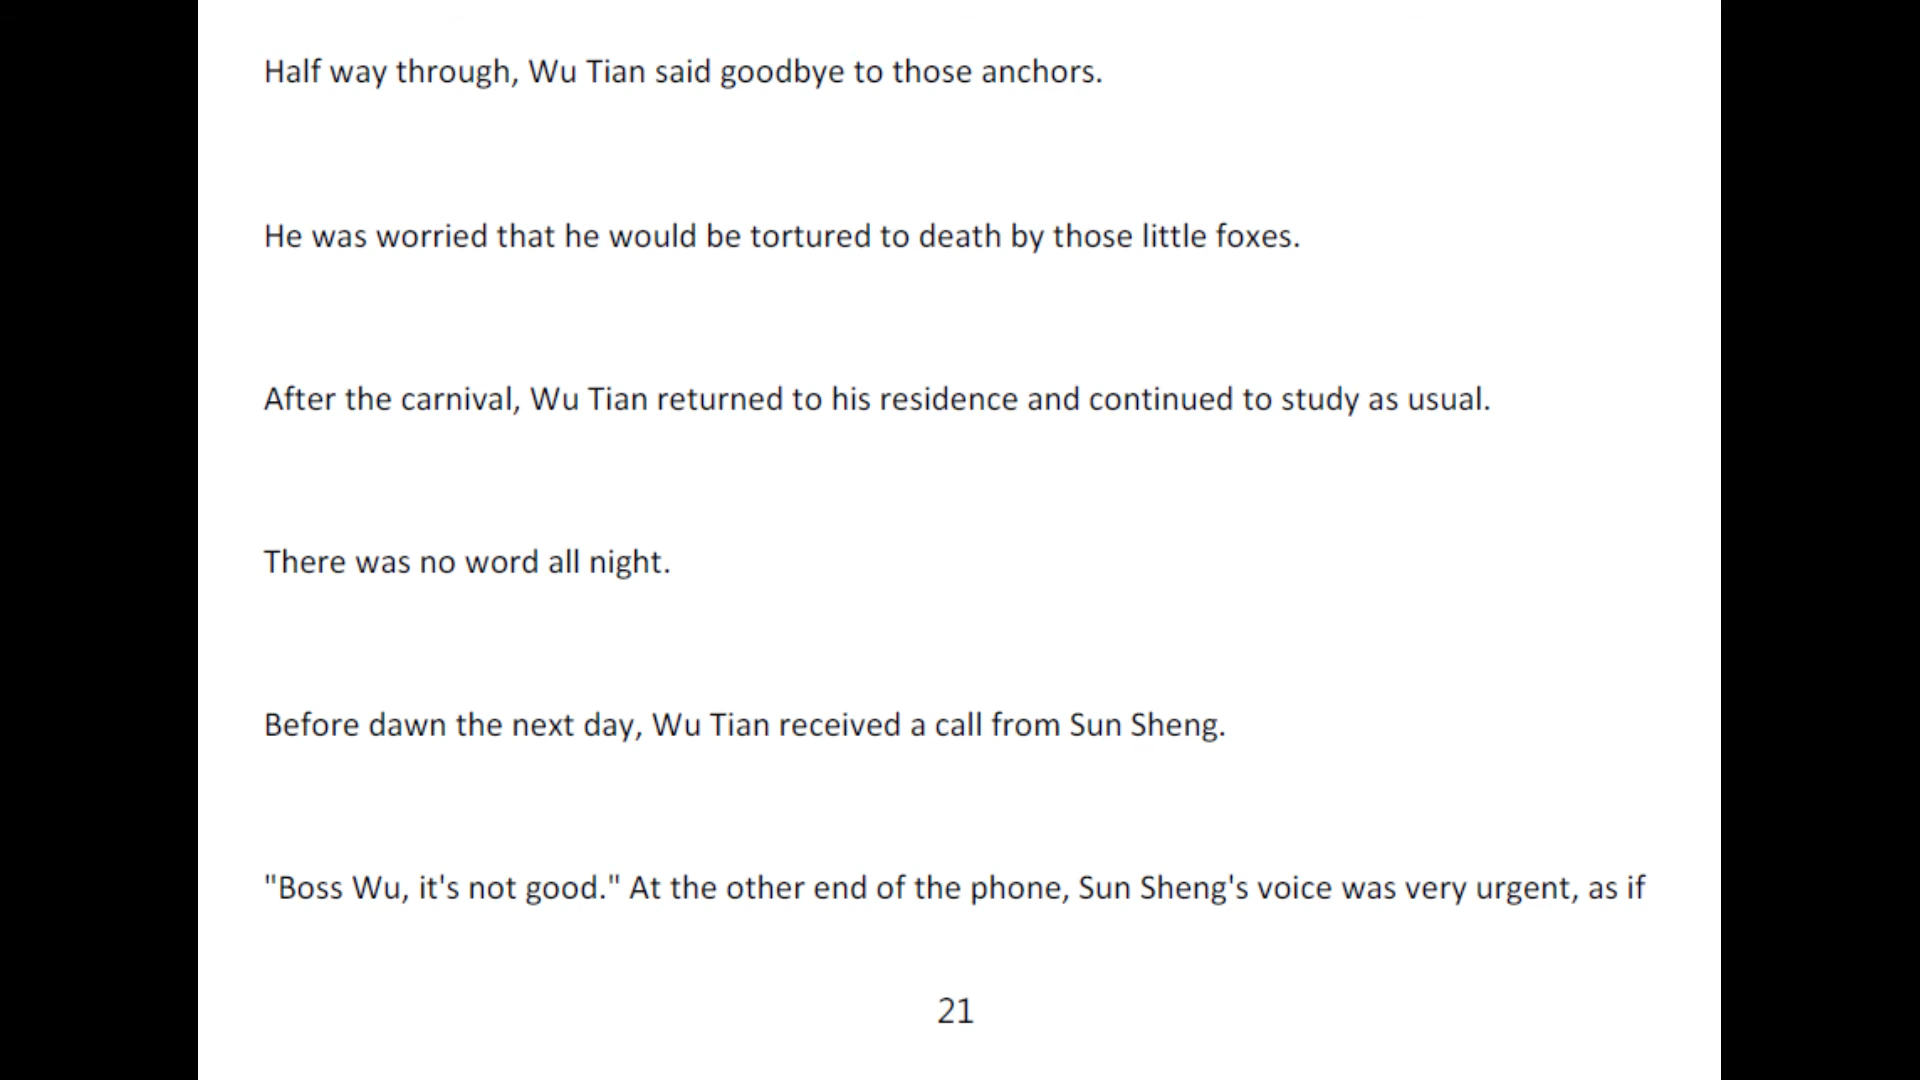 Half way through, Wu Tian said goodbye to those anchors.
He was worried that he would be tortured to death by those little foxes.
After the carnival, Wu Tian returned to his residence and continued to study as usual.
There was no word all night.
Before dawn the next day, Wu Tian received a call from Sun Sheng.
"Boss Wu, it's not good." At the other end of the phone, Sun Sheng's voice was very urgent, as if
21